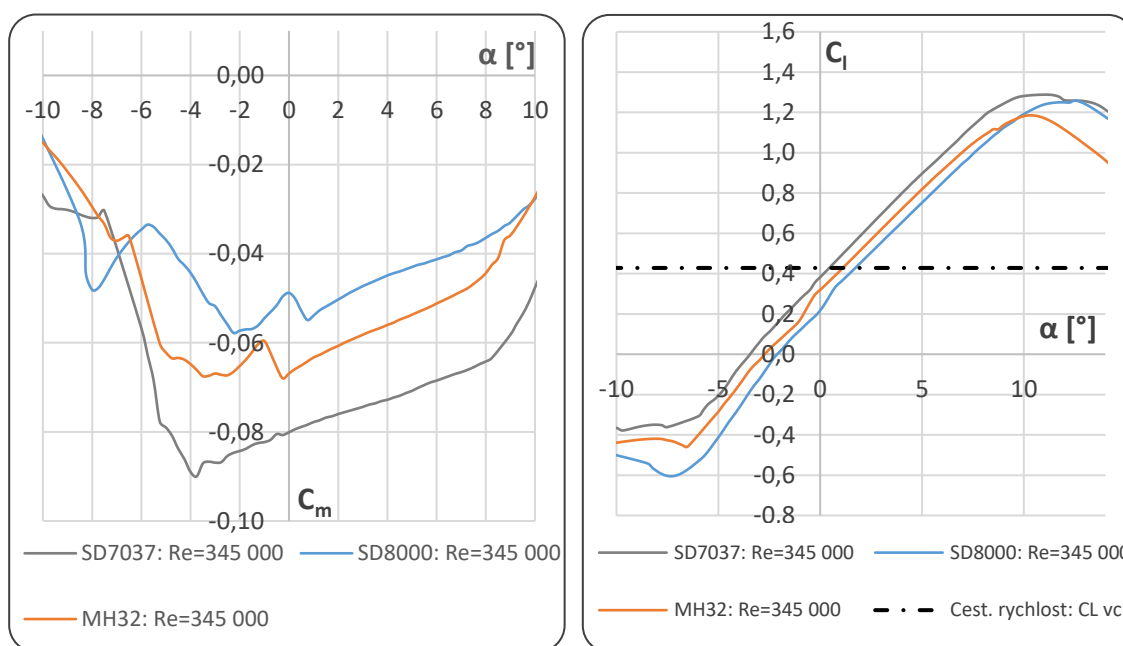 α [°]
0,00
-10 -8 -6 -4 -2 0 2 4 6 8 10
-0,02
-0,04
-0,06
-0,08
-0,10
C_m
SD7037: Re=345 000
SD8000: Re=345 000
MH32: Re=345 000
C_l
1,6
1,4
1,2
1,0
0,8
0,6
0,4
0,2
α [°]
0,0
-10 -5 0 5 10
-0,2
-0,4
-0,6
-0,8
SD7037: Re=345 000
SD8000: Re=345 000
MH32: Re=345 000
Cest. rychlost: CL vc